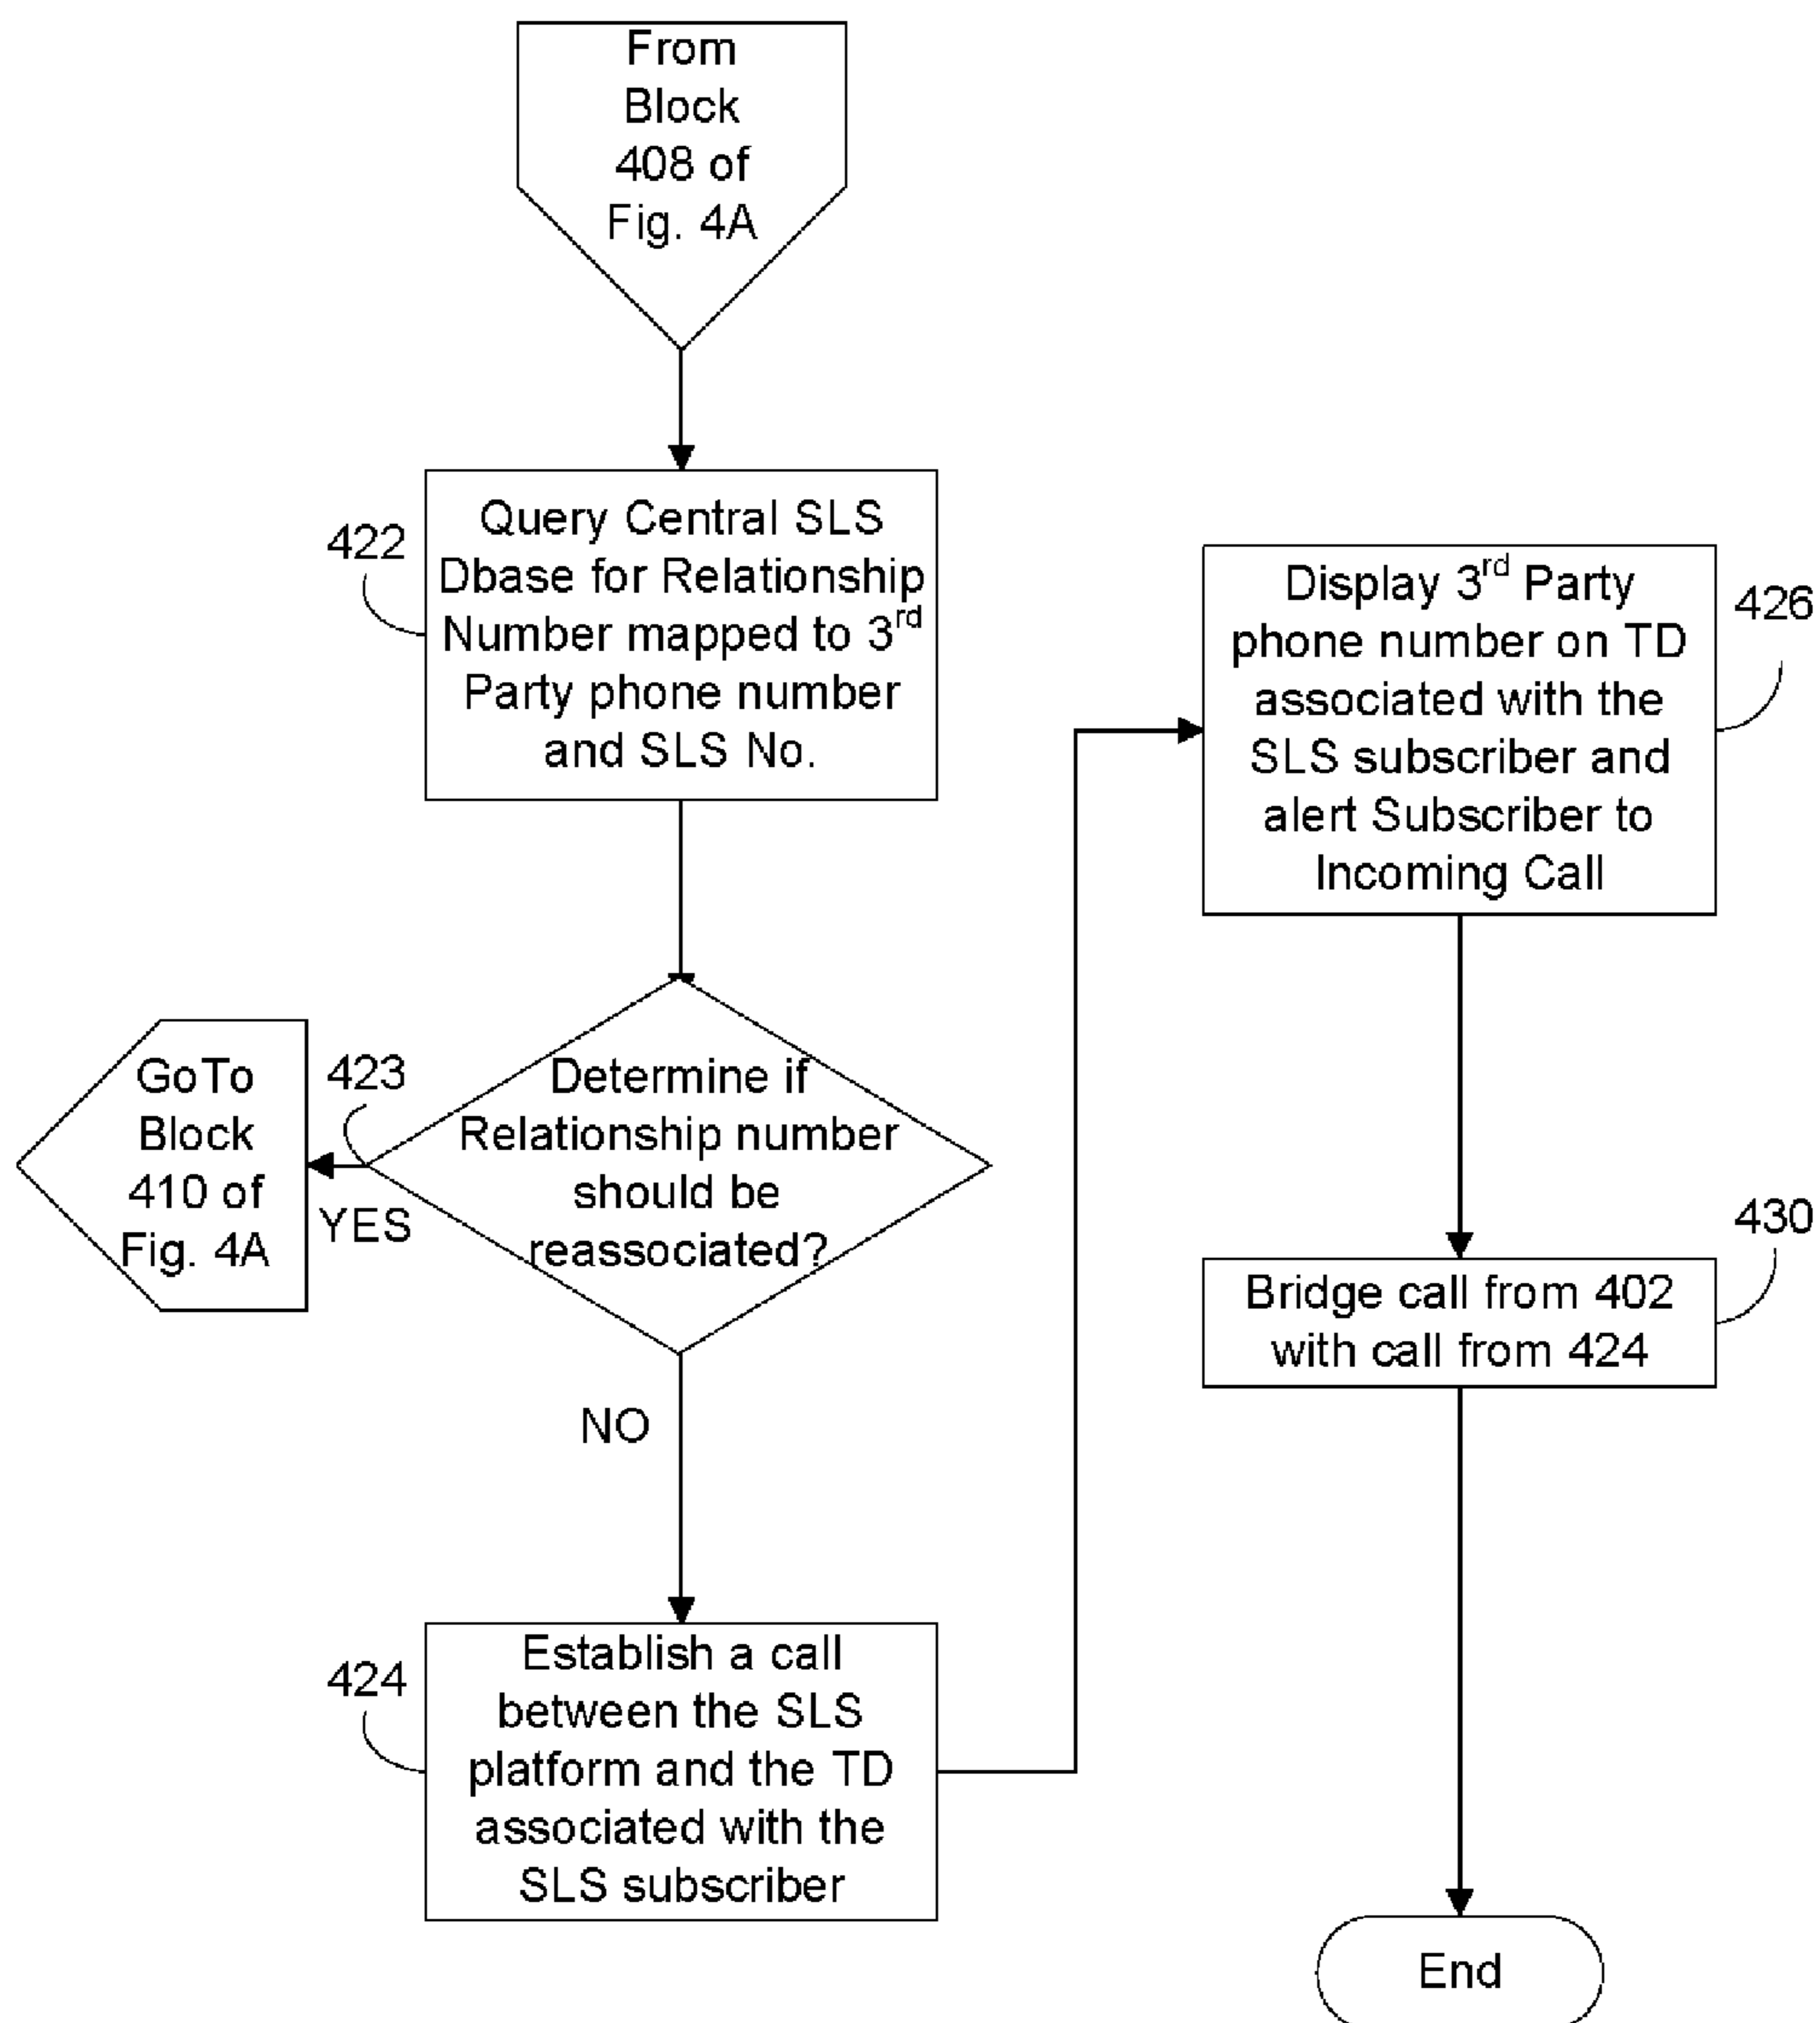 From
Block
408 of
Fig. 4A
422
Query Central SLS
Dbase for Relationship
Number mapped to 3rd
Party phone number
and SLS No.
GoTo
Block
410 of
Fig. 4A
423
YES
Determine if
Relationship number
should be
reassociated?
NO
424
Establish a call
between the SLS
platform and the TD
associated with the
SLS subscriber
Display 3rd Party
phone number on TD
associated with the
SLS subscriber and
alert Subscriber to
Incoming Call
426
Bridge call from 402
with call from 424
430
End